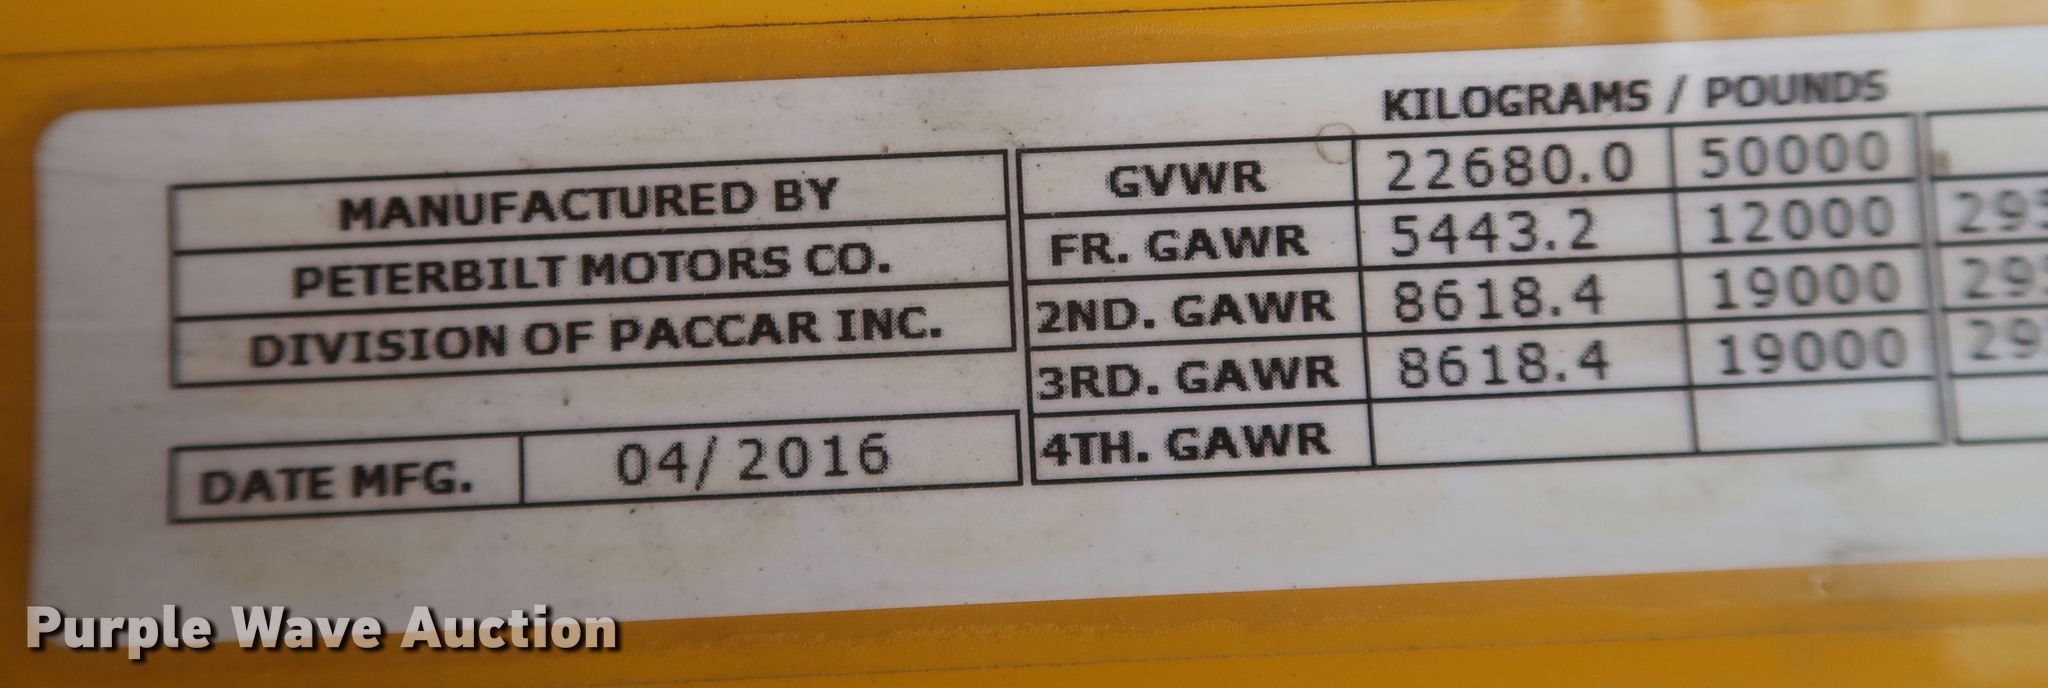 KILOGRAMS / POUNDS
MANUFACTURED BY
PETERBILT MOTORS CO.
DIVISION OF PACCAR INC.
DATE MFG. 04/2016
GVWR 22680.0 50000
FR. GAWR 5443.2 12000
2ND. GAWR 8618.4 19000
3RD. GAWR 8618.4 19000
4TH. GAWR
Purple Wave Auction